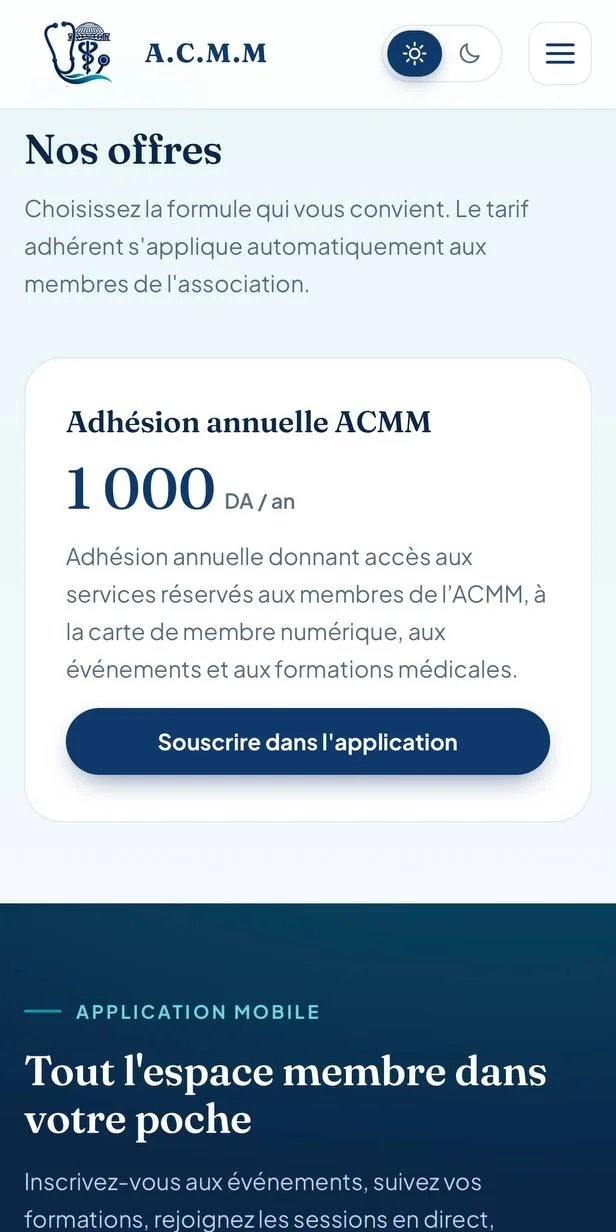 A.C.M.M
Nos offres
Choisissez la formule qui vous convient. Le tarif
adhérent s'applique automatiquement aux
membres de l'association.
Adhésion annuelle ACMM
1 000 DA / an
Adhésion annuelle donnant accès aux
services réservés aux membres de l’ACMM, à
la carte de membre numérique, aux
événements et aux formations médicales.
Souscrire dans l'application
APPLICATION MOBILE
Tout l'espace membre dans
votre poche
Inscrivez-vous aux événements, suivez vos
formations, rejoignez les sessions en direct,